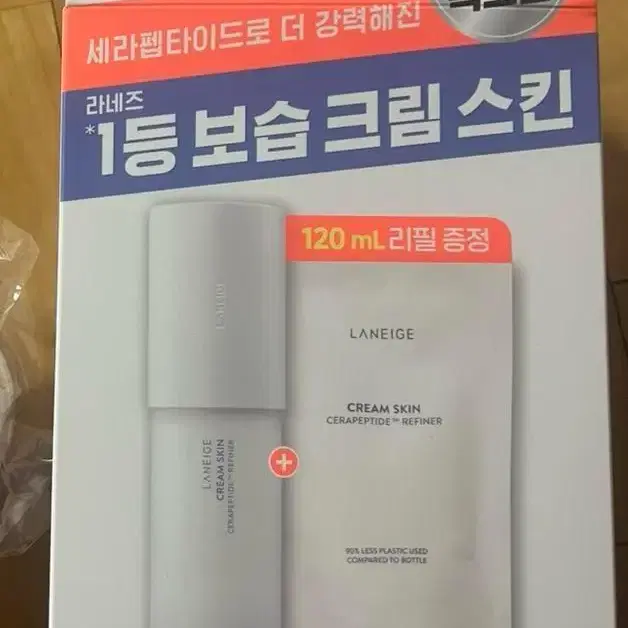 세라펩타이드로 더 강력해진
라네즈
*1등 보습 크림 스킨
120 mL 리필 증정
LANEIGE
LANEIGE
CREAM SKIN
CERAPEPTIDE™ REFINER
LANEIGE
CREAM SKIN
CERAPEPTIDE™ REFINER
90% LESS PLASTIC USED
COMPARED TO BOTTLE